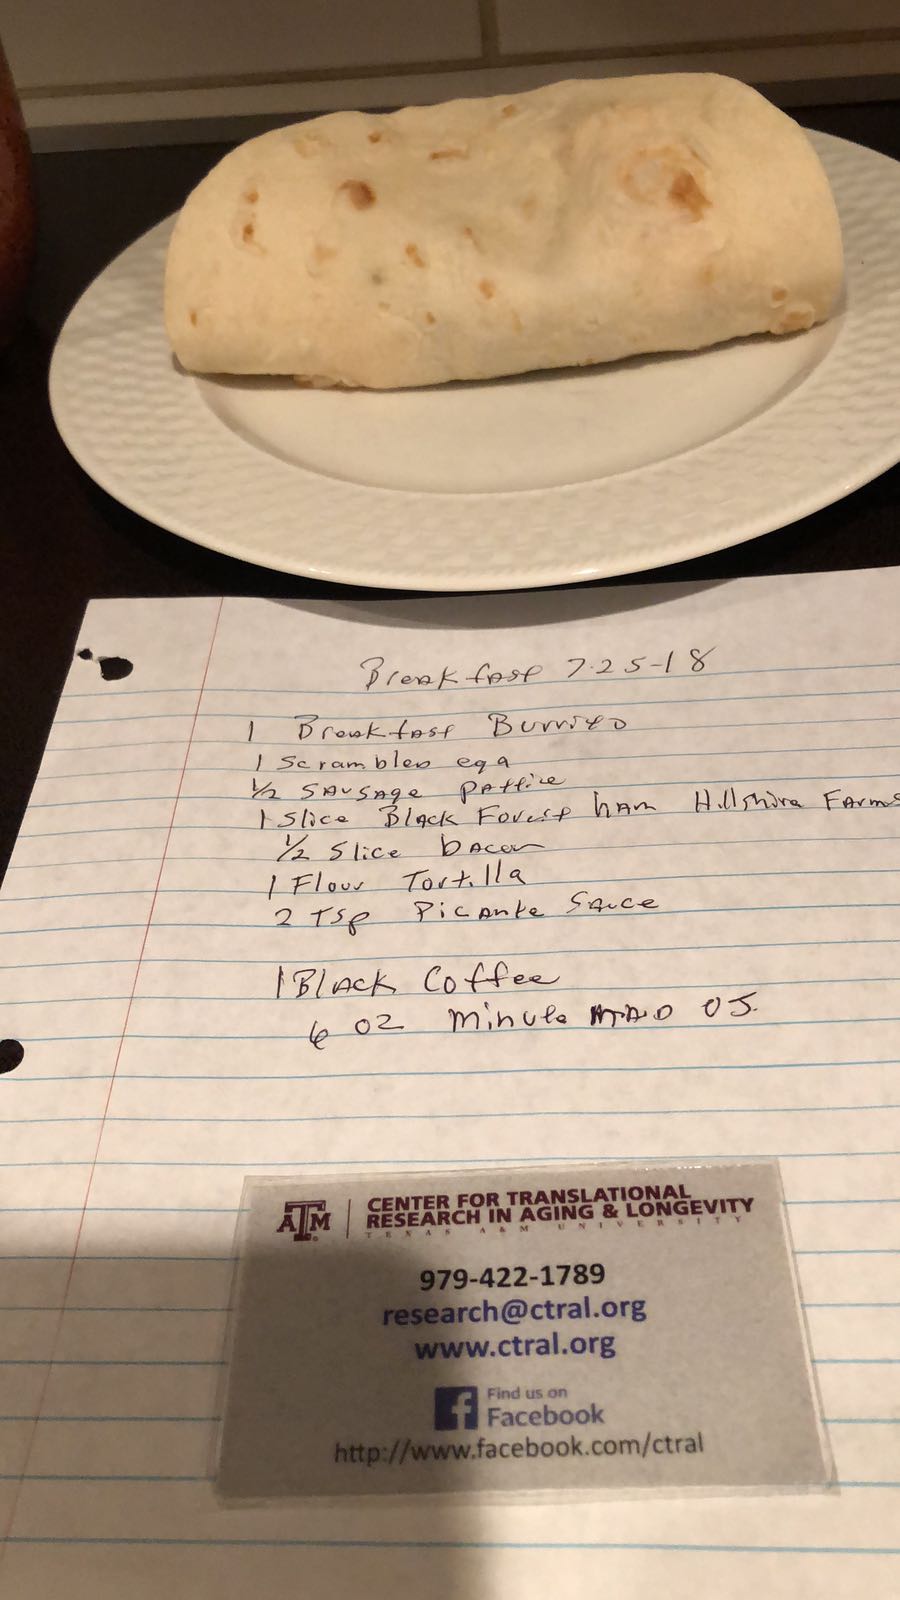 Breakfast 7-25-18
1 Breakfast Burrito
1 Scrambled egg
1/2 SAUSAGE Pattie
1 Slice Black Forest ham Hillshire FARMS
1/2 Slice bacon
1 Flour Tortilla
2 TSP Picante Sauce
1 Black Coffee
6 OZ Minute MAID OJ.
ATM
CENTER FOR TRANSLATIONAL
RESEARCH IN AGING & LONGEVITY
TEXAS A&M UNIVERSITY
979-422-1789
research@ctral.org
www.ctral.org
f Find us on
Facebook
http://www.facebook.com/ctral